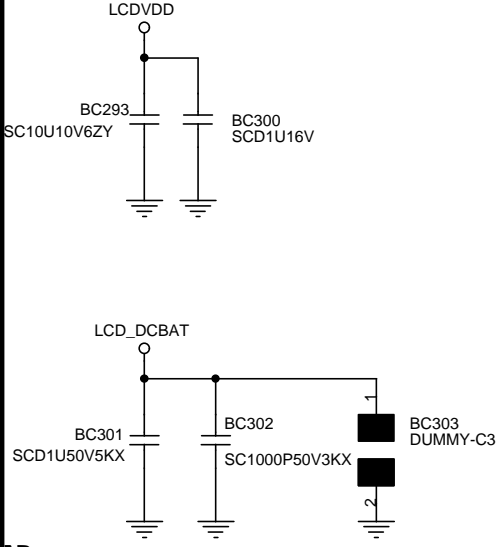 LCDVDD
BC293
SC10U10V6ZY
BC300
SCD1U16V
LCD_DCBAT
BC301
SCD1U50V5KX
BC302
SC1000P50V3KX
1
2
BC303
DUMMY-C3